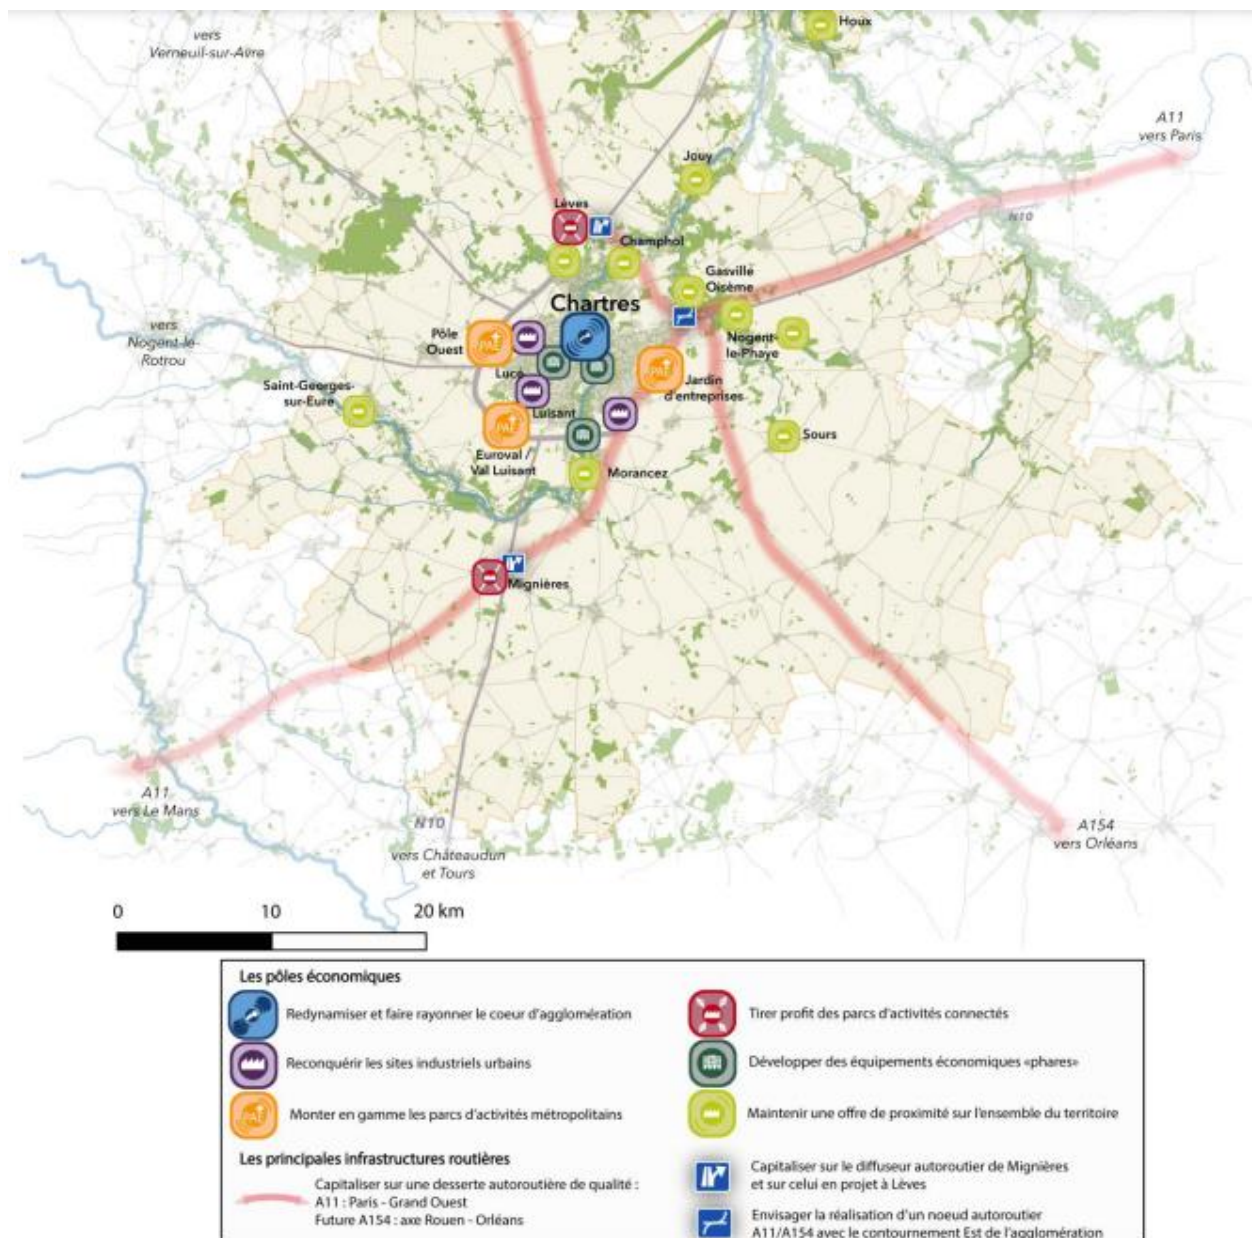 vers
Verneuil-sur-Avre
Houx
A11
vers Paris
Jouy
N10
Lèves
Champhol
Gasville
Oisème
Chartres
vers
Nogent-le-
Rotrou
Pôle
Ouest
Nogent-
le-Phaye
PAE
PAE
Lucé
Jardin
d'entreprises
Saint-Georges-
sur-Eure
Luisant
PAE
Sours
Euroval /
Val Luisant
Morancez
Mignières
A11
vers Le Mans
N10
vers Châteaudun
et Tours
A154
vers Orléans
0 10 20 km
Les pôles économiques
Redynamiser et faire rayonner le coeur d'agglomération
Tirer profit des parcs d'activités connectés
Reconquérir les sites industriels urbains
Développer des équipements économiques «phares»
PAE
Monter en gamme les parcs d'activités métropolitains
Maintenir une offre de proximité sur l'ensemble du territoire
Les principales infrastructures routières
Capitaliser sur une desserte autoroutière de qualité :
A11 : Paris - Grand Ouest
Future A154 : axe Rouen - Orléans
Capitaliser sur le diffuseur autoroutier de Mignières
et sur celui en projet à Lèves
Envisager la réalisation d'un noeud autoroutier
A11/A154 avec le contournement Est de l'agglomération